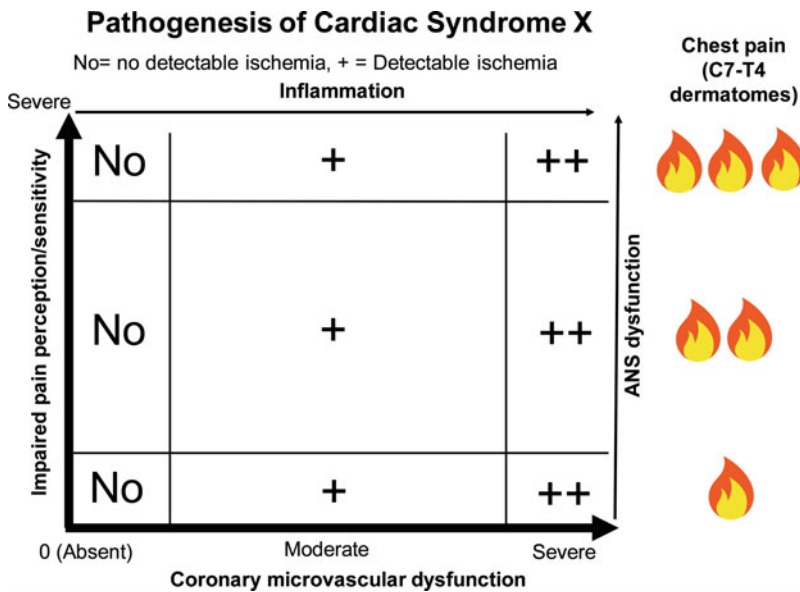 Pathogenesis of Cardiac Syndrome X
No= no detectable ischemia, + = Detectable ischemia
Inflammation
Chest pain
(C7-T4
dermatomes)
Severe
Impaired pain perception/sensitivity
No + ++
No + ++
No + ++
ANS dysfunction
0 (Absent) Moderate Severe
Coronary microvascular dysfunction